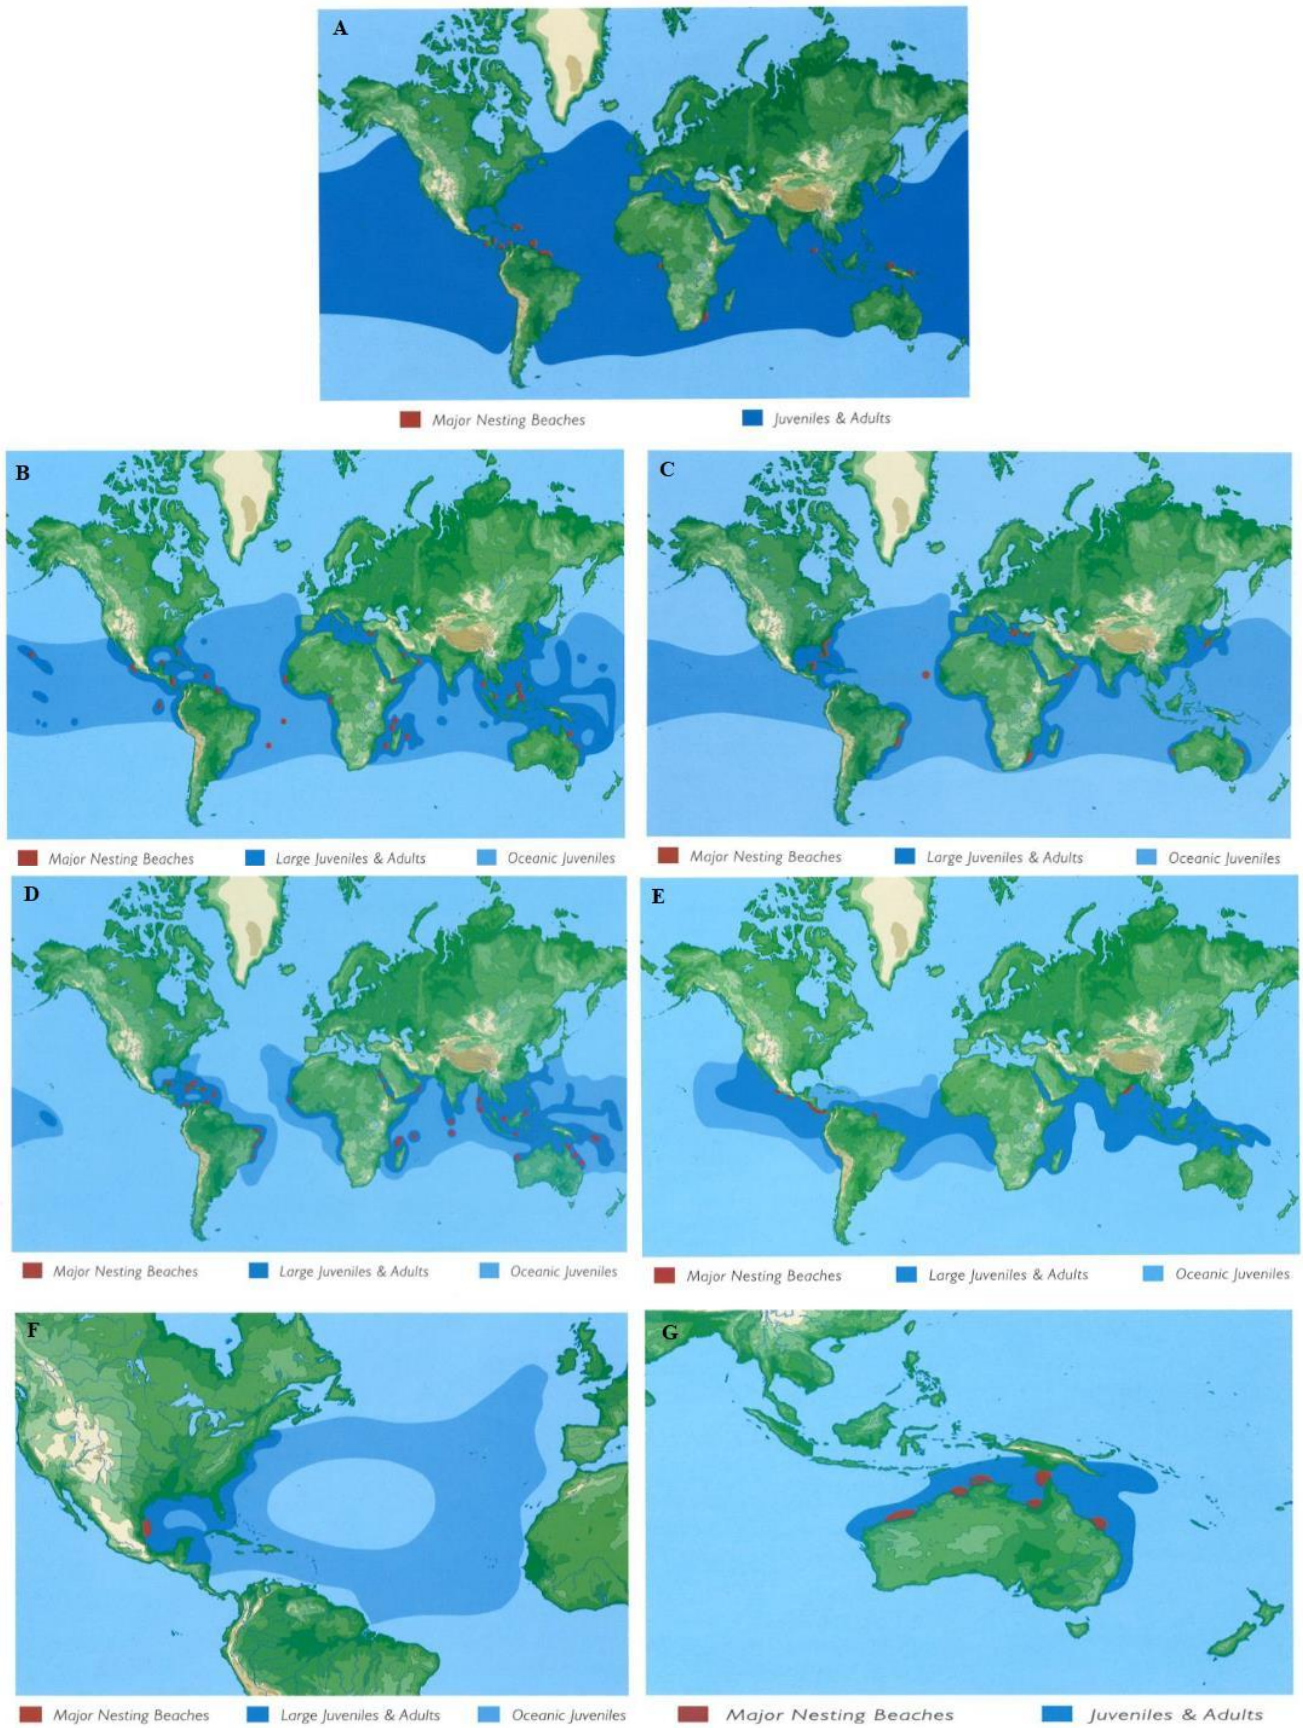 A
Major Nesting Beaches Juveniles & Adults
B
C
Major Nesting Beaches Large Juveniles & Adults Oceanic Juveniles
Major Nesting Beaches Large Juveniles & Adults Oceanic Juveniles
D
E
Major Nesting Beaches Large Juveniles & Adults Oceanic Juveniles
Major Nesting Beaches Large Juveniles & Adults Oceanic Juveniles
F
G
Major Nesting Beaches Large Juveniles & Adults Oceanic Juveniles
Major Nesting Beaches Juveniles & Adults